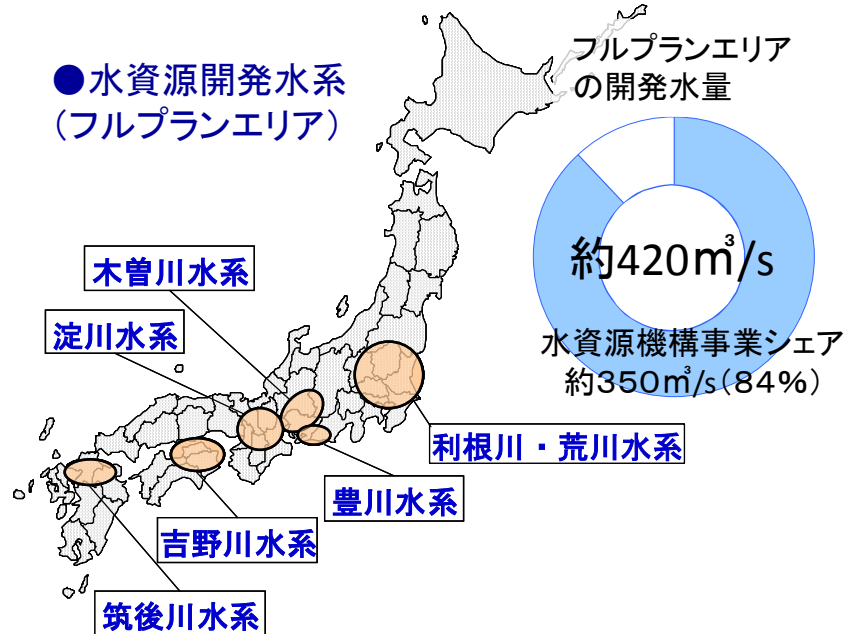 ●水資源開発水系
（フルプランエリア）
フルプランエリア
の開発水量
約420㎥/s
水資源機構事業シェア
約３５０㎥/s（８４％）
木曽川水系
淀川水系
利根川・荒川水系
豊川水系
吉野川水系
筑後川水系